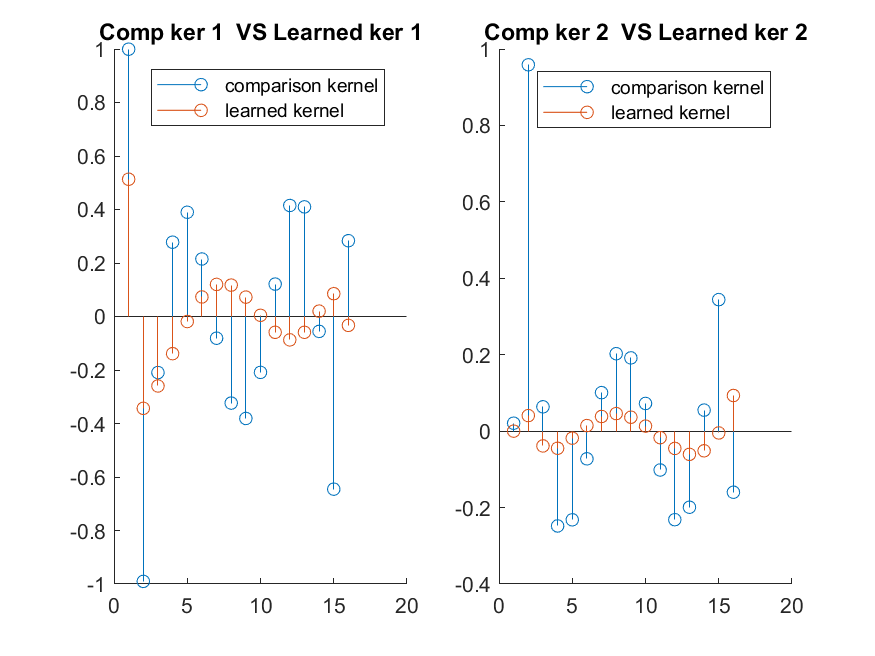 Comp ker 1  VS Learned ker 1
comparison kernel
learned kernel
1
0.8
0.6
0.4
0.2
0
-0.2
-0.4
-0.6
-0.8
-1
0 5 10 15 20
Comp ker 2  VS Learned ker 2
comparison kernel
learned kernel
1
0.8
0.6
0.4
0.2
0
-0.2
-0.4
0 5 10 15 20